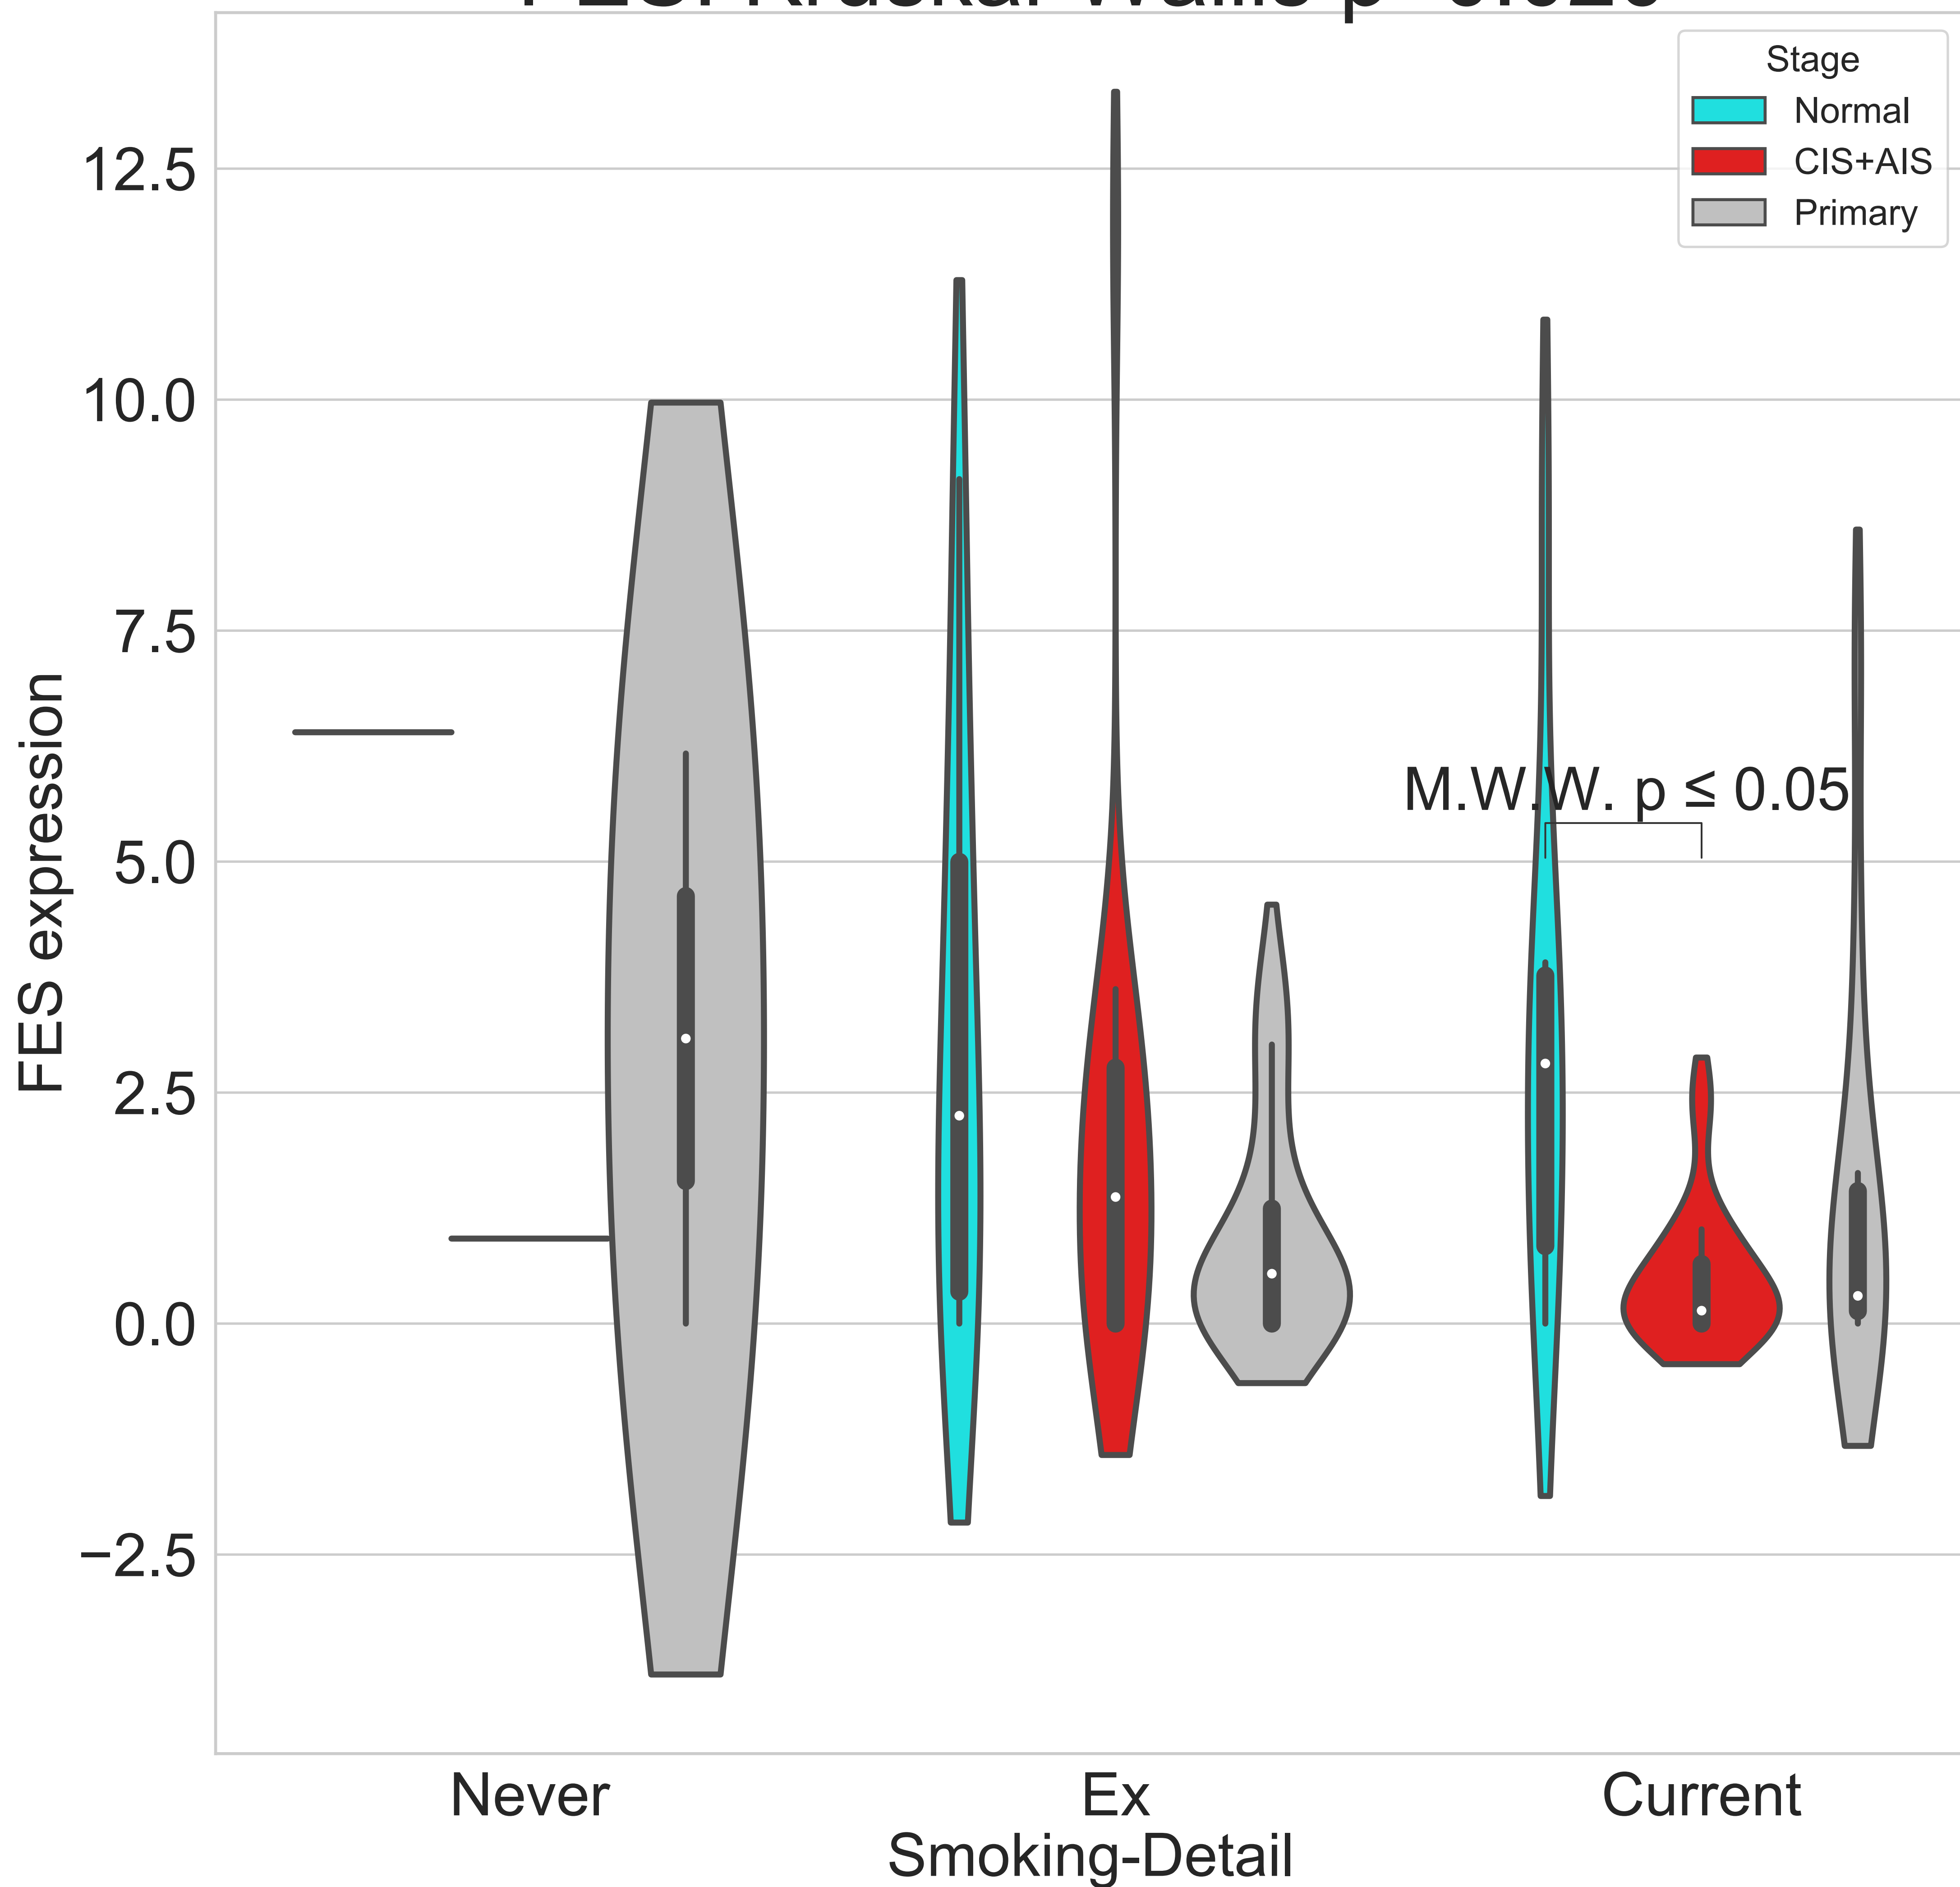 Stage
Normal
CIS+AIS
Primary
12.5
10.0
7.5
5.0
2.5
0.0
−2.5
FES expression
M.W.W. p ≤ 0.05
Never
Ex
Current
Smoking-Detail